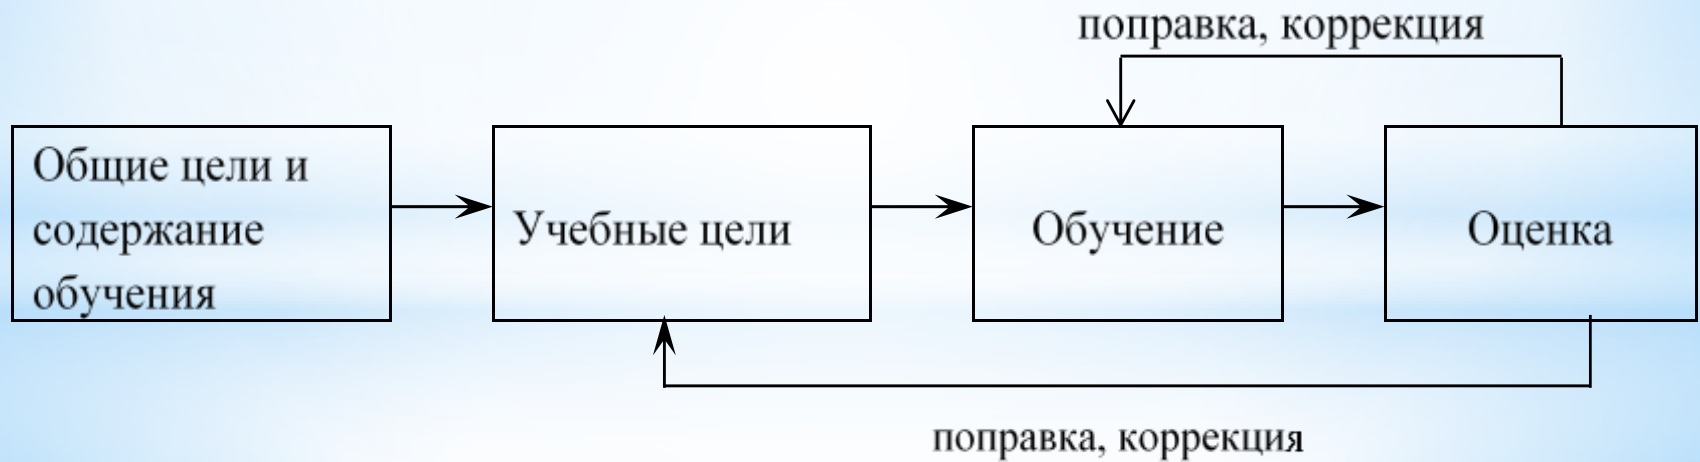 поправка, коррекция
Общие цели и
содержание
обучения
Учебные цели
Обучение
Оценка
поправка, коррекция